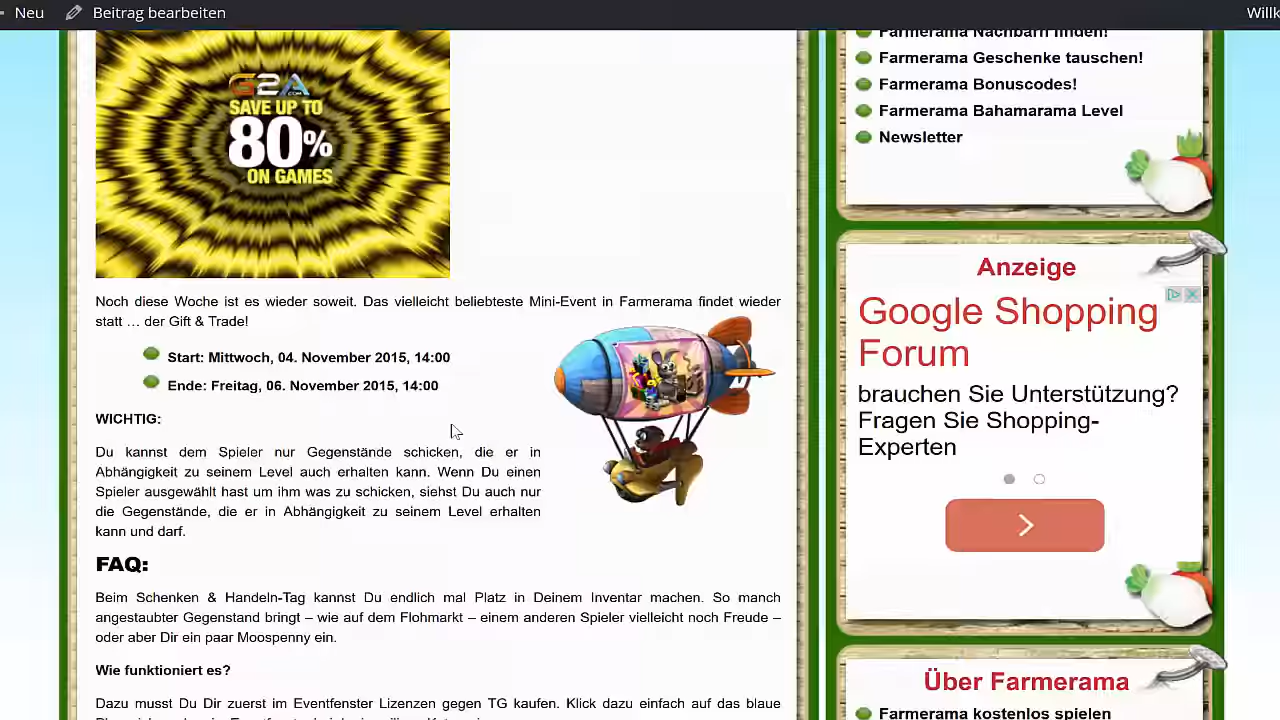 Neu Beitrag bearbeiten Willk
G2A
.COM
SAVE UP TO
80%
ON GAMES
Noch diese Woche ist es wieder soweit. Das vielleicht beliebteste Mini-Event in Farmerama findet wieder
statt … der Gift & Trade!
Start: Mittwoch, 04. November 2015, 14:00
Ende: Freitag, 06. November 2015, 14:00
WICHTIG:
Du kannst dem Spieler nur Gegenstände schicken, die er in
Abhängigkeit zu seinem Level auch erhalten kann. Wenn Du einen
Spieler ausgewählt hast um ihm was zu schicken, siehst Du auch nur
die Gegenstände, die er in Abhängigkeit zu seinem Level erhalten
kann und darf.
FAQ:
Beim Schenken & Handeln-Tag kannst Du endlich mal Platz in Deinem Inventar machen. So manch
angestaubter Gegenstand bringt – wie auf dem Flohmarkt – einem anderen Spieler vielleicht noch Freude –
oder aber Dir ein paar Moospenny ein.
Wie funktioniert es?
Dazu musst Du Dir zuerst im Eventfenster Lizenzen gegen TG kaufen. Klick dazu einfach auf das blaue
Farmerama Nachbarn finden!
Farmerama Geschenke tauschen!
Farmerama Bonuscodes!
Farmerama Bahamarama Level
Newsletter
Anzeige
Google Shopping
Forum
brauchen Sie Unterstützung?
Fragen Sie Shopping-
Experten
Über Farmerama
Farmerama kostenlos spielen